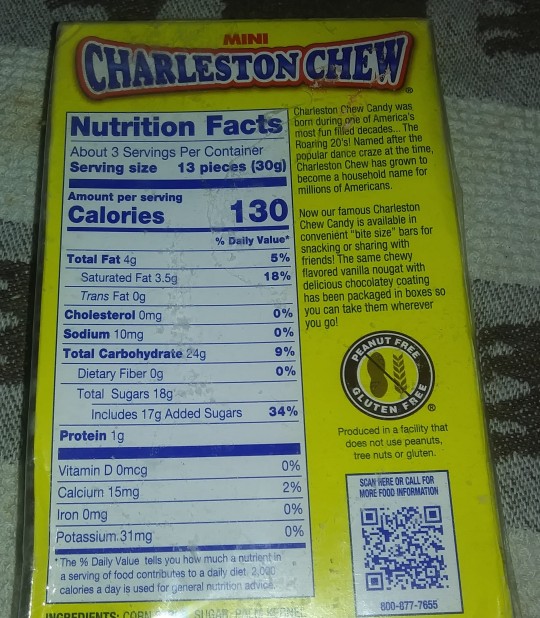 MINI
CHARLESTON CHEW®
Nutrition Facts
About 3 Servings Per Container
Serving size 13 pieces (30g)
Amount per serving
Calories 130
% Daily Value*
Total Fat 4g 5%
Saturated Fat 3.5g 18%
Trans Fat 0g
Cholesterol 0mg 0%
Sodium 10mg 0%
Total Carbohydrate 24g 9%
Dietary Fiber 0g 0%
Total Sugars 18g
Includes 17g Added Sugars 34%
Protein 1g
Vitamin D 0mcg 0%
Calcium 15mg 2%
Iron 0mg 0%
Potassium 31mg 0%
*The % Daily Value tells you how much a nutrient in
a serving of food contributes to a daily diet. 2,000
calories a day is used for general nutrition advice.
INGREDIENTS: CORN SUGAR, PALM KERNEL
Charleston Chew Candy was
born during one of America's
most fun filled decades... The
Roaring 20's! Named after the
popular dance craze at the time,
Charleston Chew has grown to
become a household name for
millions of Americans.
Now our famous Charleston
Chew Candy is available in
convenient "bite size" bars for
snacking or sharing with
friends! The same chewy
flavored vanilla nougat with
delicious chocolatey coating
has been packaged in boxes so
you can take them wherever
you go!
PEANUT FREE
GLUTEN FREE®
Produced in a facility that
does not use peanuts,
tree nuts or gluten.
SCAN HERE OR CALL FOR
MORE FOOD INFORMATION
800-877-7655